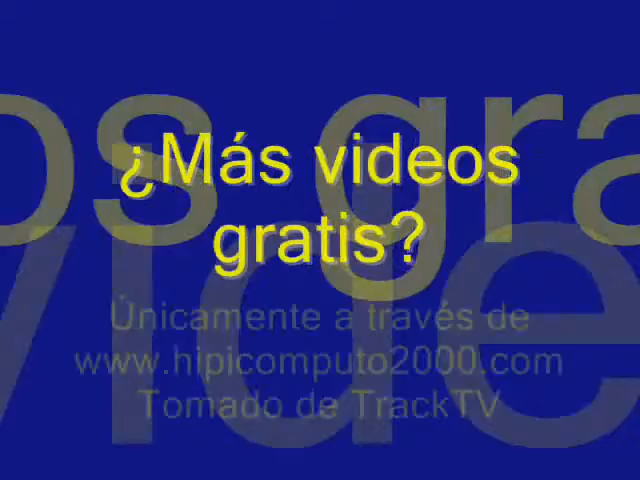 ¿Más videos
gratis?
Únicamente a través de
www.hipicomputo2000.com
Tomado de TrackTV